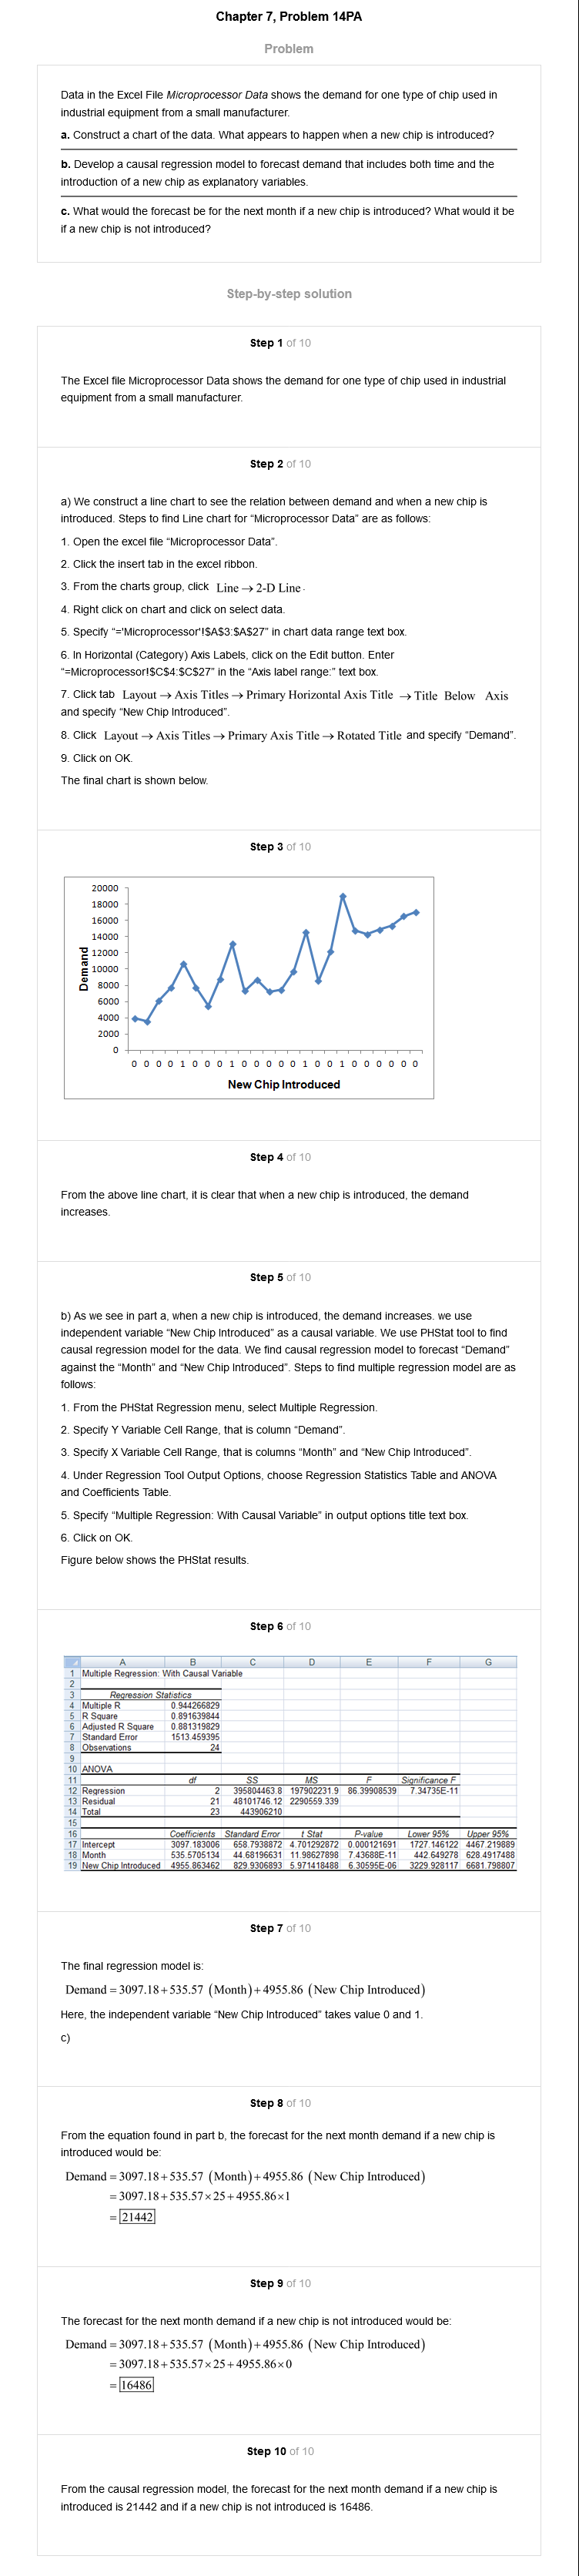 Chapter 7, Problem 14PA
Problem
Data in the Excel File Microprocessor Data shows the demand for one type of chip used in
industrial equipment from a small manufacturer.
a. Construct a chart of the data. What appears to happen when a new chip is introduced?
b. Develop a causal regression model to forecast demand that includes both time and the
introduction of a new chip as explanatory variables.
c. What would the forecast be for the next month if a new chip is introduced? What would it be
if a new chip is not introduced?
Step-by-step solution
Step 1 of 10
The Excel file Microprocessor Data shows the demand for one type of chip used in industrial
equipment from a small manufacturer.
Step 2 of 10
a) We construct a line chart to see the relation between demand and when a new chip is
introduced. Steps to find Line chart for “Microprocessor Data” are as follows:
1. Open the excel file “Microprocessor Data”.
2. Click the insert tab in the excel ribbon.
3. From the charts group, click Line → 2-D Line.
4. Right click on chart and click on select data.
5. Specify “='Microprocessor'!$A$3:$A$27” in chart data range text box.
6. In Horizontal (Category) Axis Labels, click on the Edit button. Enter
“=Microprocessor!$C$4:$C$27” in the “Axis label range:” text box.
7. Click tab Layout → Axis Titles → Primary Horizontal Axis Title → Title Below Axis
and specify “New Chip Introduced”.
8. Click Layout → Axis Titles → Primary Axis Title → Rotated Title and specify “Demand”.
9. Click on OK.
The final chart is shown below.
Step 3 of 10
20000
18000
16000
14000
12000
10000
8000
6000
4000
2000
0
Demand
0 0 0 0 1 0 0 0 1 0 0 0 0 0 1 0 0 1 0 0 0 0 0 0
New Chip Introduced
Step 4 of 10
From the above line chart, it is clear that when a new chip is introduced, the demand
increases.
Step 5 of 10
b) As we see in part a, when a new chip is introduced, the demand increases. we use
independent variable “New Chip Introduced” as a causal variable. We use PHStat tool to find
causal regression model for the data. We find causal regression model to forecast “Demand”
against the “Month” and “New Chip Introduced”. Steps to find multiple regression model are as
follows:
1. From the PHStat Regression menu, select Multiple Regression.
2. Specify Y Variable Cell Range, that is column “Demand”.
3. Specify X Variable Cell Range, that is columns “Month” and “New Chip Introduced”.
4. Under Regression Tool Output Options, choose Regression Statistics Table and ANOVA
and Coefficients Table.
5. Specify “Multiple Regression: With Causal Variable” in output options title text box.
6. Click on OK.
Figure below shows the PHStat results.
Step 6 of 10
A B C D E F G
1 Multiple Regression: With Causal Variable
2
3 Regression Statistics
4 Multiple R 0.944266829
5 R Square 0.891639844
6 Adjusted R Square 0.881319829
7 Standard Error 1513.459395
8 Observations 24
9
10 ANOVA
11 df SS MS F Significance F
12 Regression 2 395804463.8 197902231.9 86.39908539 7.34735E-11
13 Residual 21 48101746.12 2290559.339
14 Total 23 443906210
15
16 Coefficients Standard Error t Stat P-value Lower 95% Upper 95%
17 Intercept 3097.183006 658.7938872 4.701292872 0.000121691 1727.146122 4467.219889
18 Month 535.5705134 44.68196631 11.98627898 7.43688E-11 442.649278 628.4917488
19 New Chip Introduced 4955.863462 829.9306893 5.971418488 6.30595E-06 3229.928117 6681.798807
Step 7 of 10
The final regression model is:
Demand = 3097.18 + 535.57 (Month) + 4955.86 (New Chip Introduced)
Here, the independent variable “New Chip Introduced” takes value 0 and 1.
c)
Step 8 of 10
From the equation found in part b, the forecast for the next month demand if a new chip is
introduced would be:
Demand = 3097.18 + 535.57 (Month) + 4955.86 (New Chip Introduced)
= 3097.18 + 535.57 × 25 + 4955.86 × 1
= 21442
Step 9 of 10
The forecast for the next month demand if a new chip is not introduced would be:
Demand = 3097.18 + 535.57 (Month) + 4955.86 (New Chip Introduced)
= 3097.18 + 535.57 × 25 + 4955.86 × 0
= 16486
Step 10 of 10
From the causal regression model, the forecast for the next month demand if a new chip is
introduced is 21442 and if a new chip is not introduced is 16486.